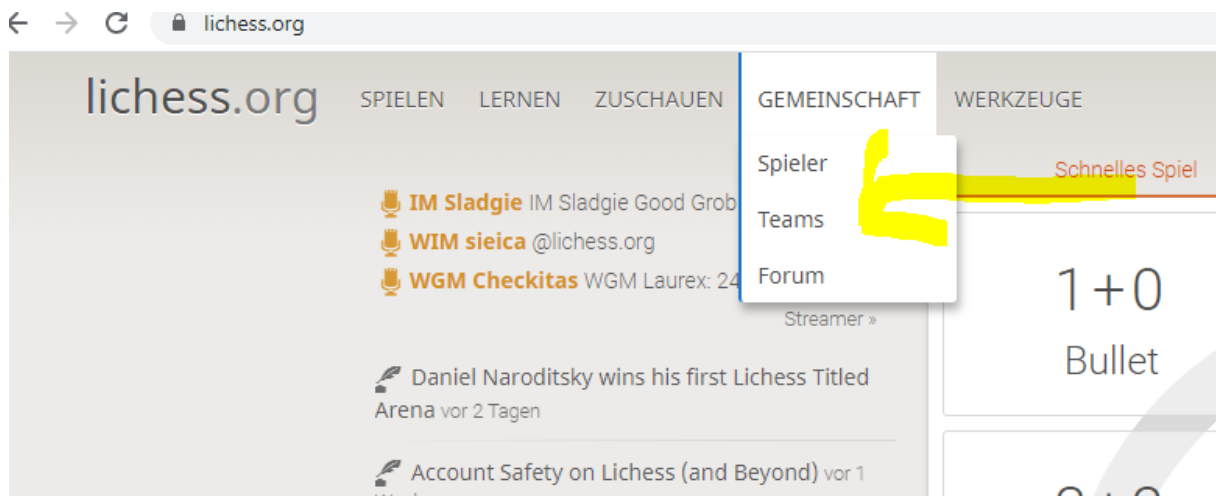 lichess.org
lichess.org SPIELEN LERNEN ZUSCHAUEN GEMEINSCHAFT WERKZEUGE
Spieler
Teams
Forum
Schnelles Spiel
IM Sladgie IM Sladgie Good Grob
WIM sieica @lichess.org
WGM Checkitas WGM Laurex: 24
Streamer »
Daniel Naroditsky wins his first Lichess Titled
Arena vor 2 Tagen
Account Safety on Lichess (and Beyond) vor 1
1+0
Bullet